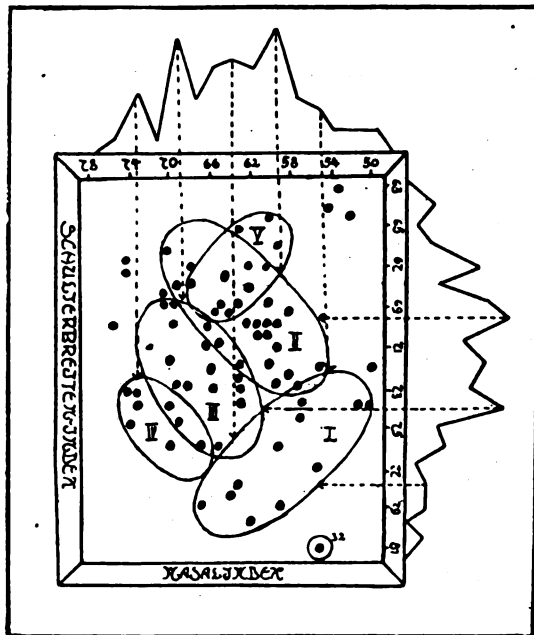 78 74 70 66 62 58 54 50
SCHULTERBREITEN-INDEX
V
II
III
IV
I
32
NASALINDEX